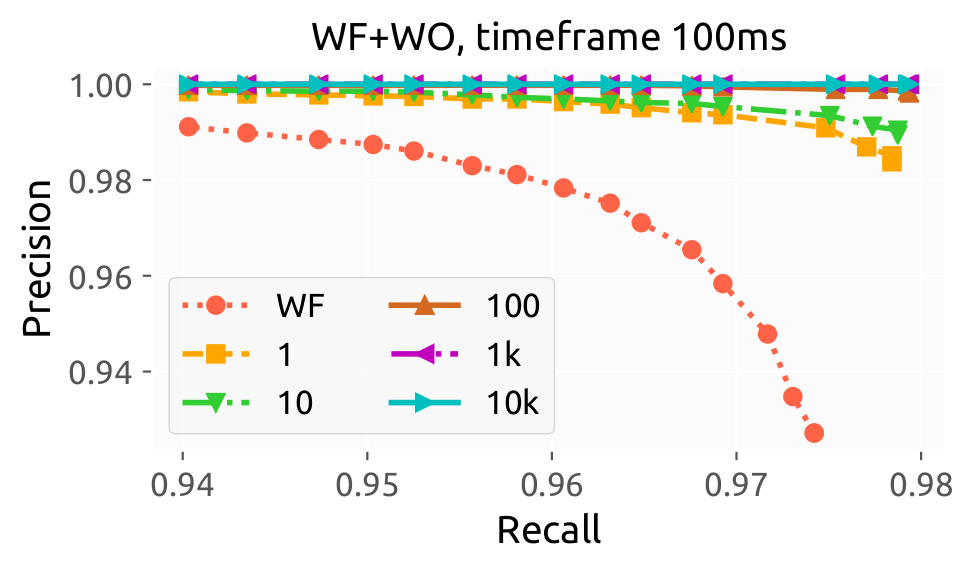 WF+WO, timeframe 100ms
Precision
1.00
0.98
0.96
0.94
WF
1
10
100
1k
10k
0.94 0.95 0.96 0.97 0.98
Recall